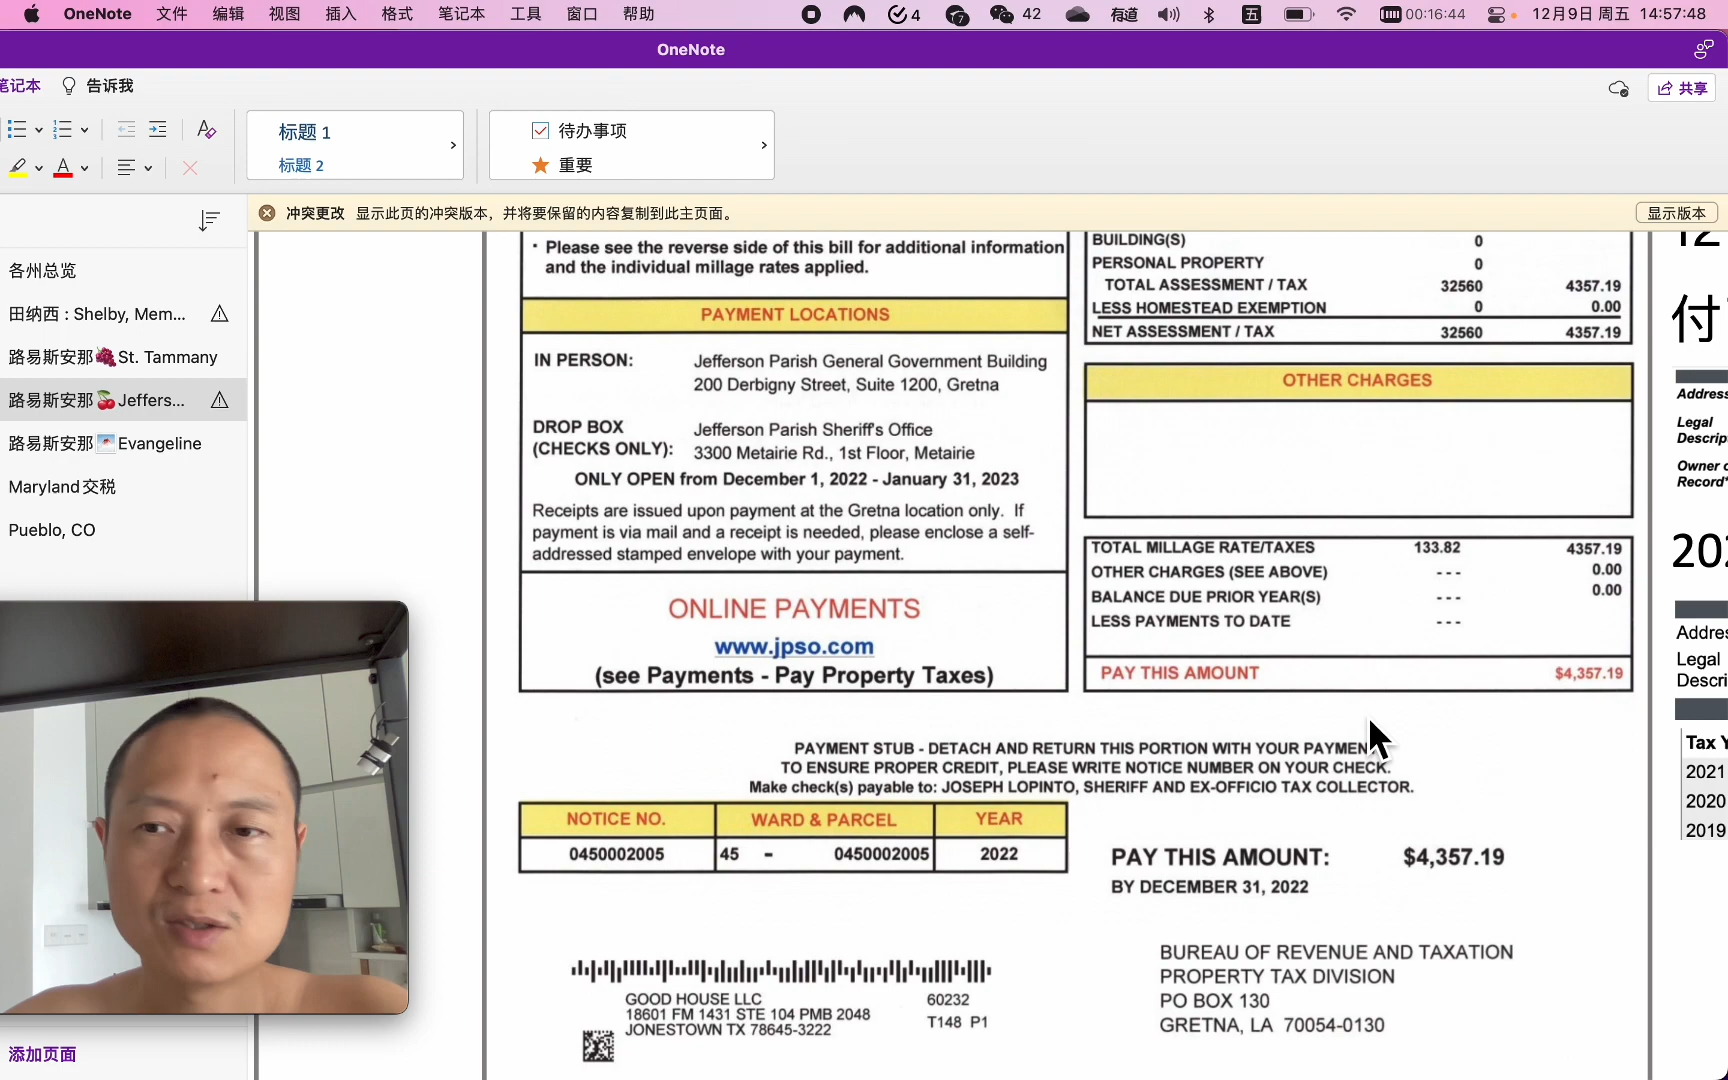 OneNote 文件 编辑 视图 插入 格式 笔记本 工具 窗口 帮助 4 7 42 有道 五 00:16:44 12月9日 周五 14:57:48
OneNote
笔记本 告诉我 共享
标题 1
标题 2
待办事项
重要
冲突更改 显示此页的冲突版本，并将要保留的内容复制到此主页面。 显示版本
各州总览
田纳西 : Shelby, Mem...
路易斯安那🍇St. Tammany
路易斯安那🍒Jeffers...
路易斯安那Evangeline
Maryland交税
Pueblo, CO
添加页面
· Please see the reverse side of this bill for additional information
and the individual millage rates applied.
PAYMENT LOCATIONS
IN PERSON: Jefferson Parish General Government Building
200 Derbigny Street, Suite 1200, Gretna
DROP BOX Jefferson Parish Sheriff's Office
(CHECKS ONLY): 3300 Metairie Rd., 1st Floor, Metairie
ONLY OPEN from December 1, 2022 - January 31, 2023
Receipts are issued upon payment at the Gretna location only. If
payment is via mail and a receipt is needed, please enclose a self-
addressed stamped envelope with your payment.
ONLINE PAYMENTS
www.jpso.com
(see Payments - Pay Property Taxes)
BUILDING(S) 0
PERSONAL PROPERTY 0
TOTAL ASSESSMENT / TAX 32560 4357.19
LESS HOMESTEAD EXEMPTION 0 0.00
NET ASSESSMENT / TAX 32560 4357.19
OTHER CHARGES
TOTAL MILLAGE RATE/TAXES 133.82 4357.19
OTHER CHARGES (SEE ABOVE) - - - 0.00
BALANCE DUE PRIOR YEAR(S) - - - 0.00
LESS PAYMENTS TO DATE - - -
PAY THIS AMOUNT $4,357.19
PAYMENT STUB - DETACH AND RETURN THIS PORTION WITH YOUR PAYMEN
TO ENSURE PROPER CREDIT, PLEASE WRITE NOTICE NUMBER ON YOUR CHECK.
Make check(s) payable to: JOSEPH LOPINTO, SHERIFF AND EX-OFFICIO TAX COLLECTOR.
NOTICE NO. WARD & PARCEL YEAR
0450002005 45 - 0450002005 2022
PAY THIS AMOUNT: $4,357.19
BY DECEMBER 31, 2022
GOOD HOUSE LLC 60232
18601 FM 1431 STE 104 PMB 2048
JONESTOWN TX 78645-3222 T148 P1
BUREAU OF REVENUE AND TAXATION
PROPERTY TAX DIVISION
PO BOX 130
GRETNA, LA 70054-0130
12
付
Address
Legal
Descrip
Owner o
Record*
202
Addres
Legal
Descri
Tax Y
2021
2020
2019